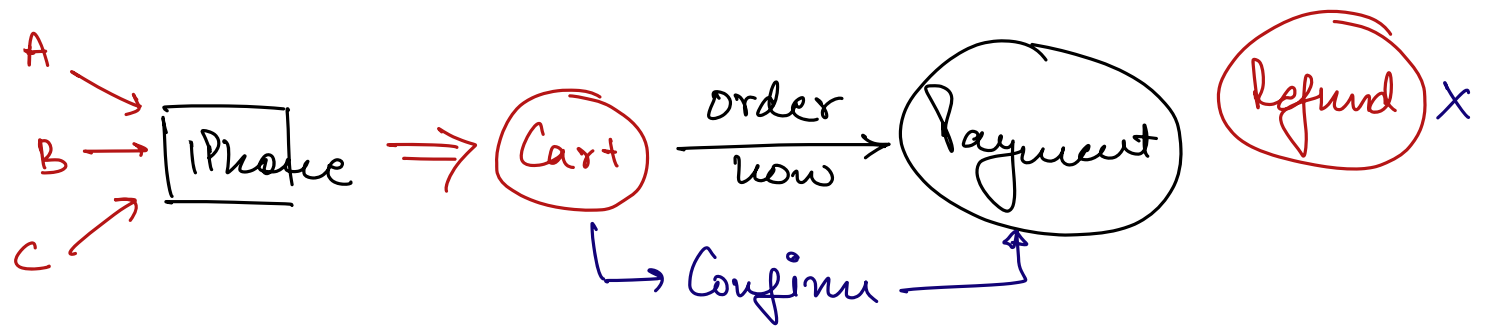 A
B
C
iPhone
Cart
order
now
Payment
Refund X
Confirm